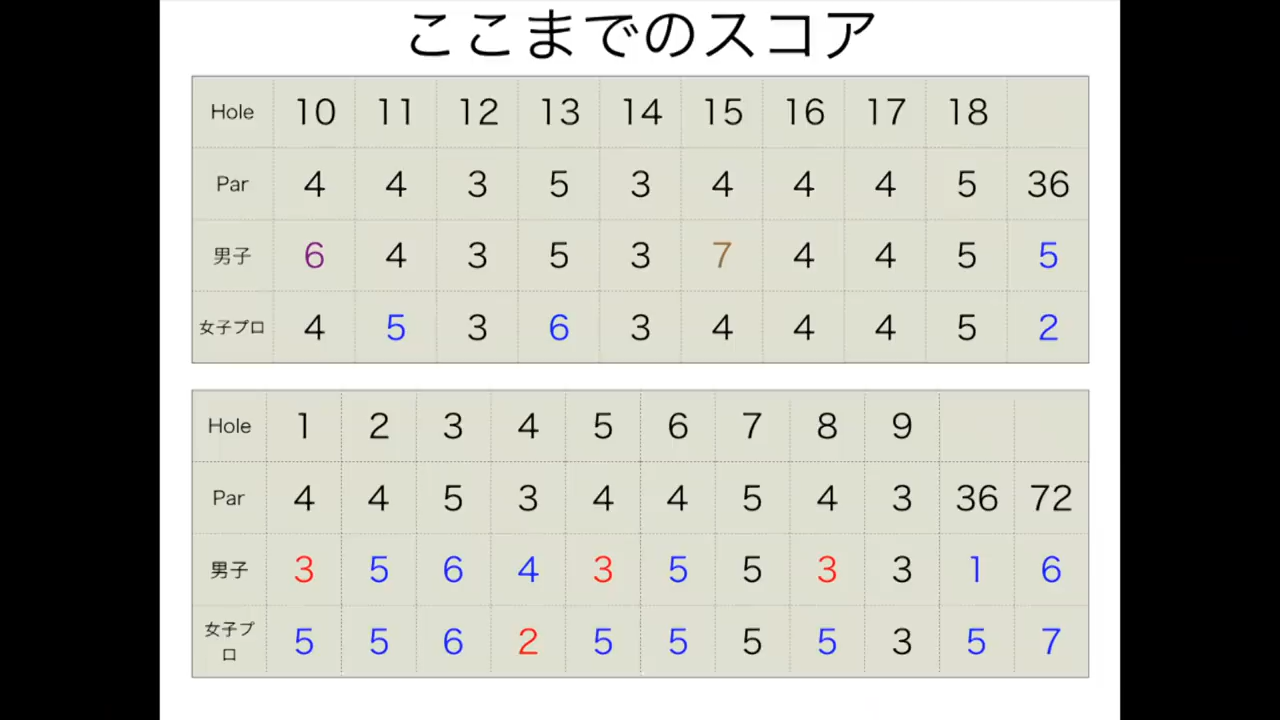 ここまでのスコア
Hole 10 11 12 13 14 15 16 17 18
Par 4 4 3 5 3 4 4 4 5 36
男子 6 4 3 5 3 7 4 4 5 5
女子プロ 4 5 3 6 3 4 4 4 5 2
Hole 1 2 3 4 5 6 7 8 9
Par 4 4 5 3 4 4 5 4 3 36 72
男子 3 5 6 4 3 5 5 3 3 1 6
女子プ
ロ 5 5 6 2 5 5 5 5 3 5 7